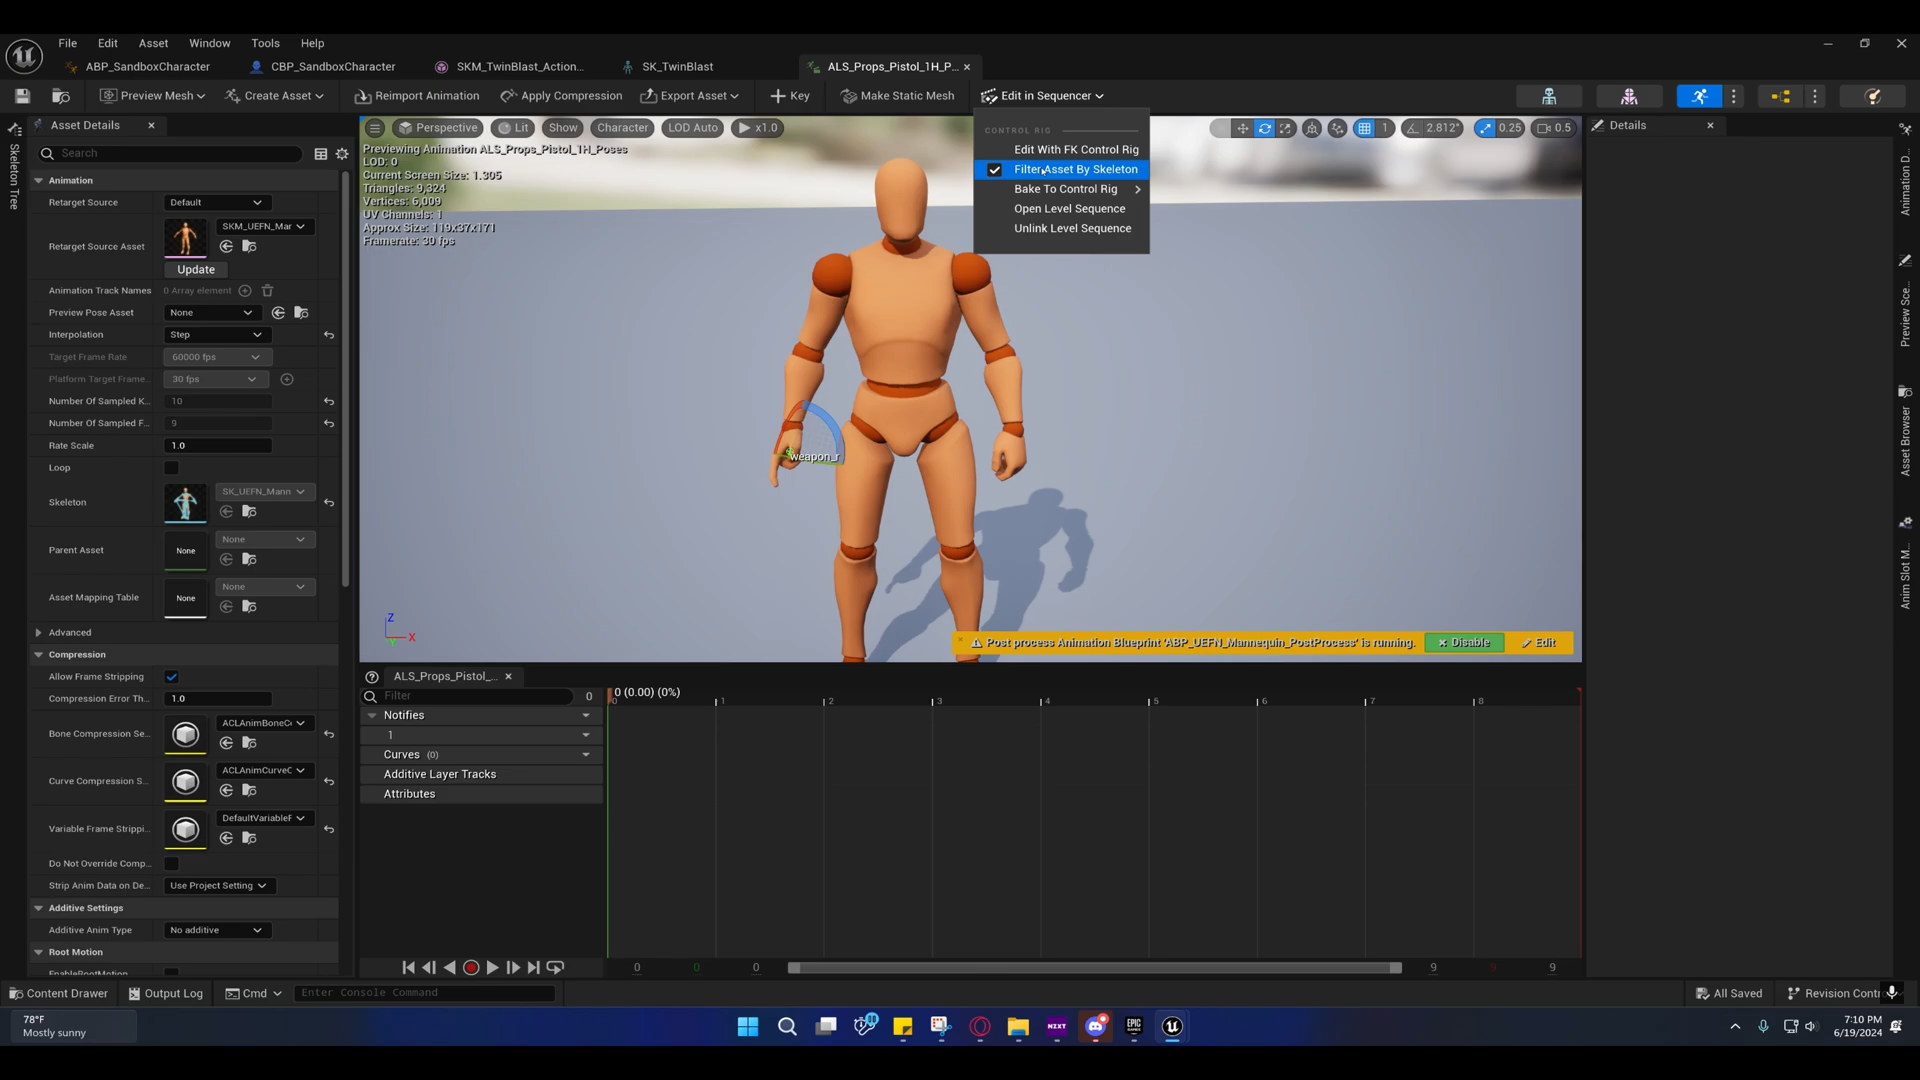 File Edit Asset Window Tools Help
ABP_SandboxCharacter CBP_SandboxCharacter SKM_TwinBlast_Action... SK_TwinBlast ALS_Props_Pistol_1H_P...
Preview Mesh Create Asset Reimport Animation Apply Compression Export Asset Key Make Static Mesh Edit in Sequencer
Asset Details
Search
Skeleton Tree
Animation
Retarget Source Default
Retarget Source Asset SKM_UEFN_Mar
Update
Animation Track Names 0 Array element
Preview Pose Asset None
Interpolation Step
Target Frame Rate 60000 fps
Platform Target Frame... 30 fps
Number Of Sampled K... 10
Number Of Sampled F... 9
Rate Scale 1.0
Loop
Skeleton SK_UEFN_Mann
Parent Asset None None
Asset Mapping Table None None
Advanced
Compression
Allow Frame Stripping
Compression Error Th... 1.0
Bone Compression Se... ACLAnimBoneCo
Curve Compression S... ACLAnimCurveC
Variable Frame Strippi... DefaultVariableF
Do Not Override Comp...
Strip Anim Data on De... Use Project Setting
Additive Settings
Additive Anim Type No additive
Root Motion
EnableRootMotion
Perspective Lit Show Character LOD Auto x1.0
1 2.812° 0.25 0.5
Previewing Animation ALS_Props_Pistol_1H_Poses
LOD: 0
Current Screen Size: 1.305
Triangles: 9,324
Vertices: 6,009
UV Channels: 1
Approx Size: 119x37x171
Framerate: 30 fps
CONTROL RIG
Edit With FK Control Rig
Filter Asset By Skeleton
Bake To Control Rig
Open Level Sequence
Unlink Level Sequence
weapon_r
Z
X
Post process Animation Blueprint 'ABP_UEFN_Mannequin_PostProcess' is running. Disable Edit
ALS_Props_Pistol_...
Filter 0
0 (0.00) (0%)
0 1 2 3 4 5 6 7 8
Notifies
1
Curves (0)
Additive Layer Tracks
Attributes
0 0 0 9 9 9
Details
Animation D...
Preview Sce...
Asset Browser
Anim Slot M...
Content Drawer Output Log Cmd Enter Console Command All Saved Revision Contr
78°F
Mostly sunny
NZXT
EPIC
GAMES
7:10 PM
6/19/2024